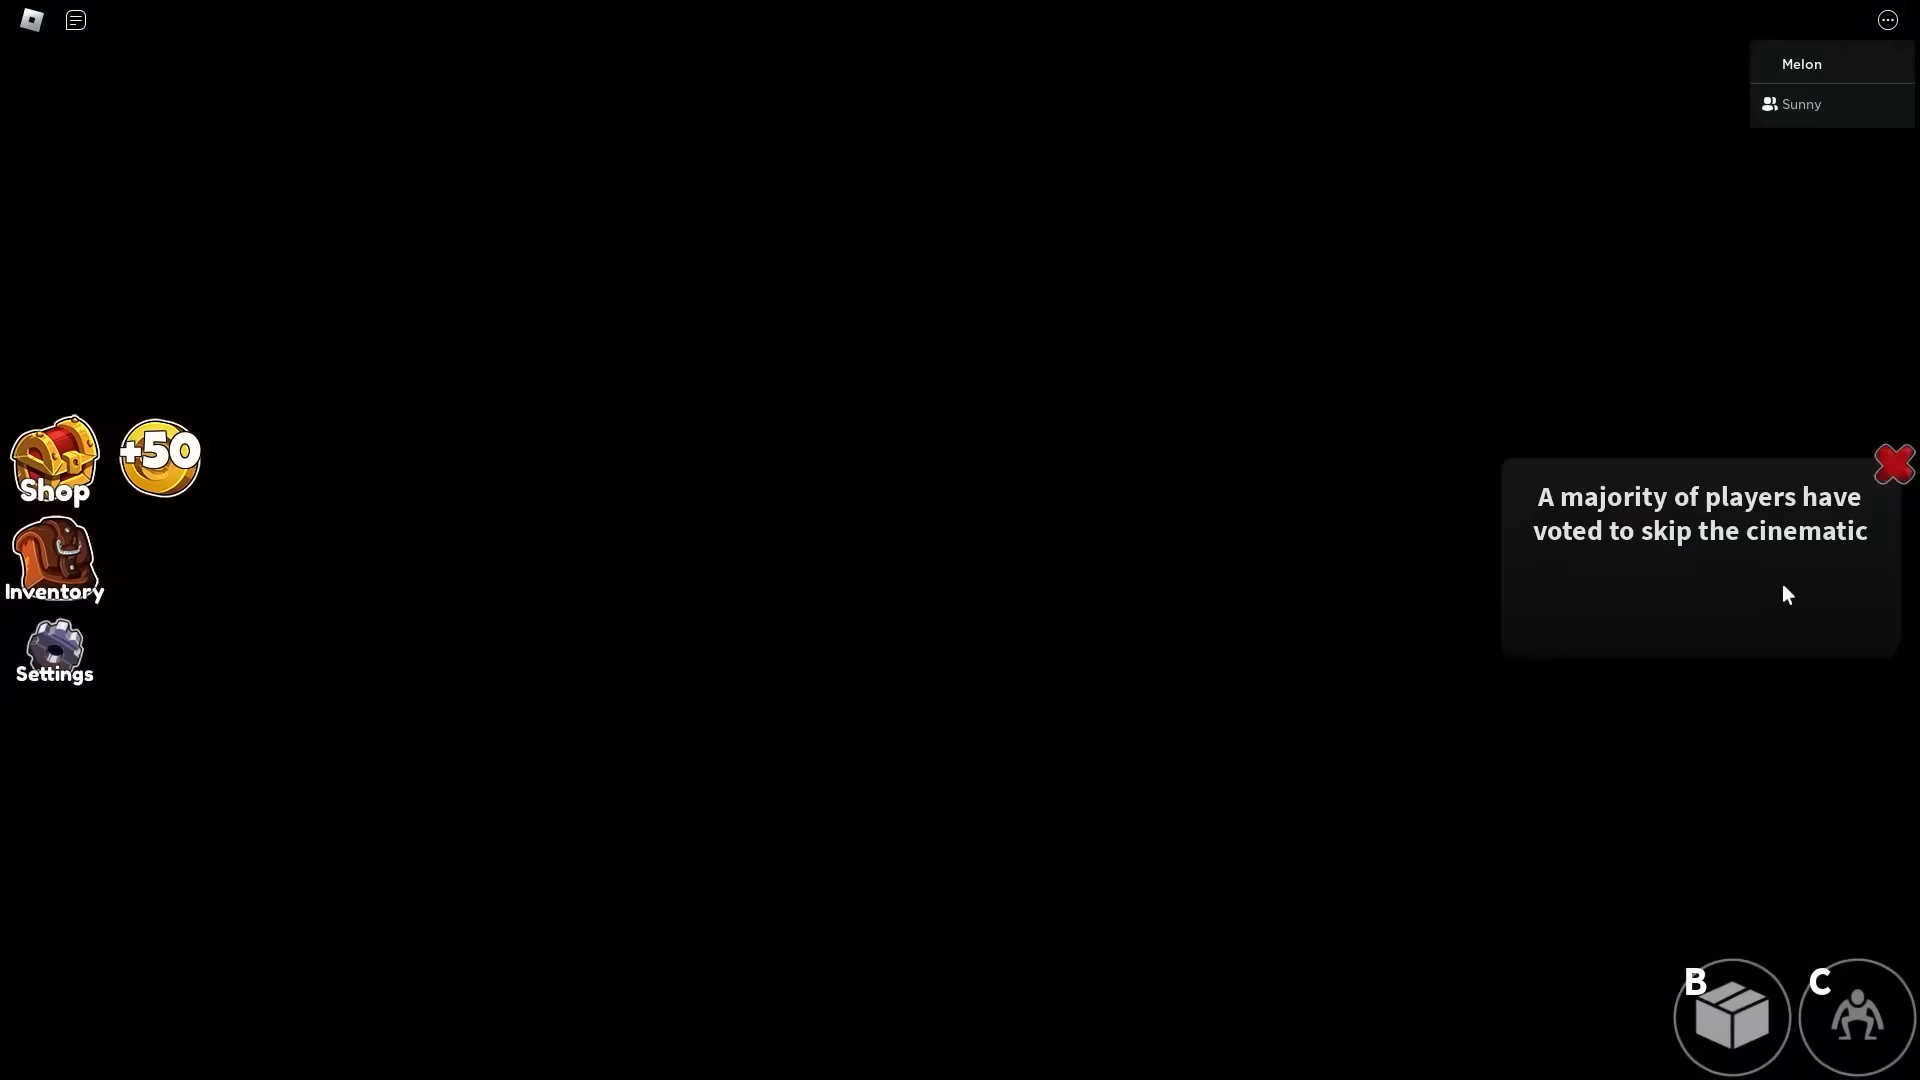 Melon
Sunny
+50
Shop
Inventory
Settings
A majority of players have
voted to skip the cinematic
B
C